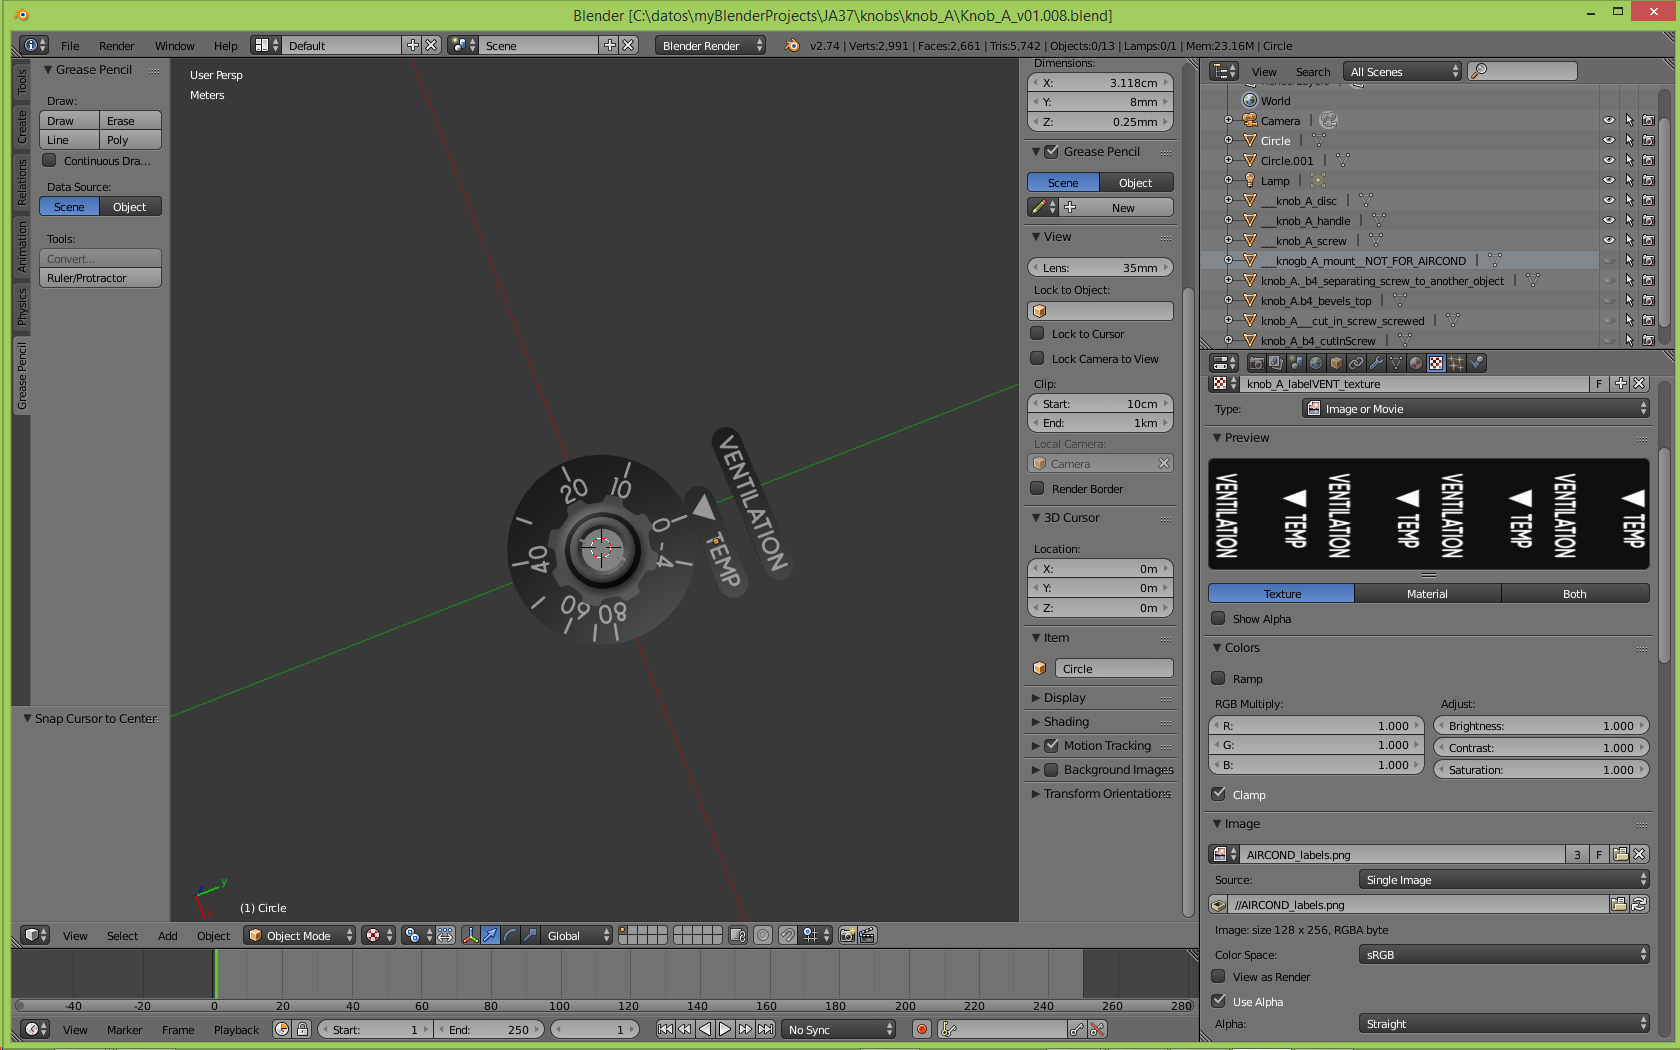 Blender [C:\datos\myBlenderProjects\JA37\knobs\knob_A\Knob_A_v01.008.blend]
File Render Window Help Default Scene Blender Render v2.74 | Verts:2,991 | Faces:2,661 | Tris:5,742 | Objects:0/13 | Lamps:0/1 | Mem:23.16M | Circle
Tools
Create
Relations
Animation
Physics
Grease Pencil
Grease Pencil
Draw:
Draw Erase
Line Poly
Continuous Dra...
Data Source:
Scene Object
Tools:
Convert...
Ruler/Protractor
Snap Cursor to Center
User Persp
Meters
20 10 0 -4 80 60 40
TEMP
VENTILATION
z y x
(1) Circle
Dimensions:
X: 3.118cm
Y: 8mm
Z: 0.25mm
Grease Pencil
Scene Object
New
View
Lens: 35mm
Lock to Object:
Lock to Cursor
Lock Camera to View
Clip:
Start: 10cm
End: 1km
Local Camera:
Camera
Render Border
3D Cursor
Location:
X: 0m
Y: 0m
Z: 0m
Item
Circle
Display
Shading
Motion Tracking
Background Images
Transform Orientations
View Search All Scenes
World
Camera |
Circle |
Circle.001 |
Lamp |
__knob_A_disc |
__knob_A_handle |
__knob_A_screw |
__knogb_A_mount__NOT_FOR_AIRCOND |
knob_A._b4_separating_screw_to_another_object |
knob_A.b4_bevels_top |
knob_A___cut_in_screw_screwed |
knob_A_b4_cutInScrew |
knob_A_labelVENT_texture F
Type: Image or Movie
Preview
VENTILATION TEMP VENTILATION TEMP VENTILATION TEMP VENTILATION TEMP
Texture Material Both
Show Alpha
Colors
Ramp
RGB Multiply: Adjust:
R: 1.000 Brightness: 1.000
G: 1.000 Contrast: 1.000
B: 1.000 Saturation: 1.000
Clamp
Image
AIRCOND_labels.png 3 F
Source: Single Image
//AIRCOND_labels.png
Image: size 128 x 256, RGBA byte
Color Space: sRGB
View as Render
Use Alpha
Alpha: Straight
View Select Add Object Object Mode Global
-40 -20 0 20 40 60 80 100 120 140 160 180 200 220 240 260 280
View Marker Frame Playback Start: 1 End: 250 1 No Sync